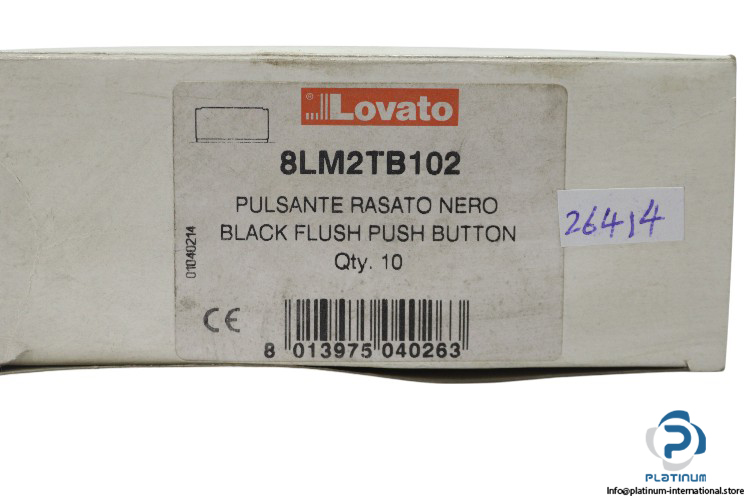 Lovato
8LM2TB102
PULSANTE RASATO NERO
BLACK FLUSH PUSH BUTTON
Qty. 10
01040214
26414
CE
8 013975 040263
PLATINUM
Info@platinum-international.store